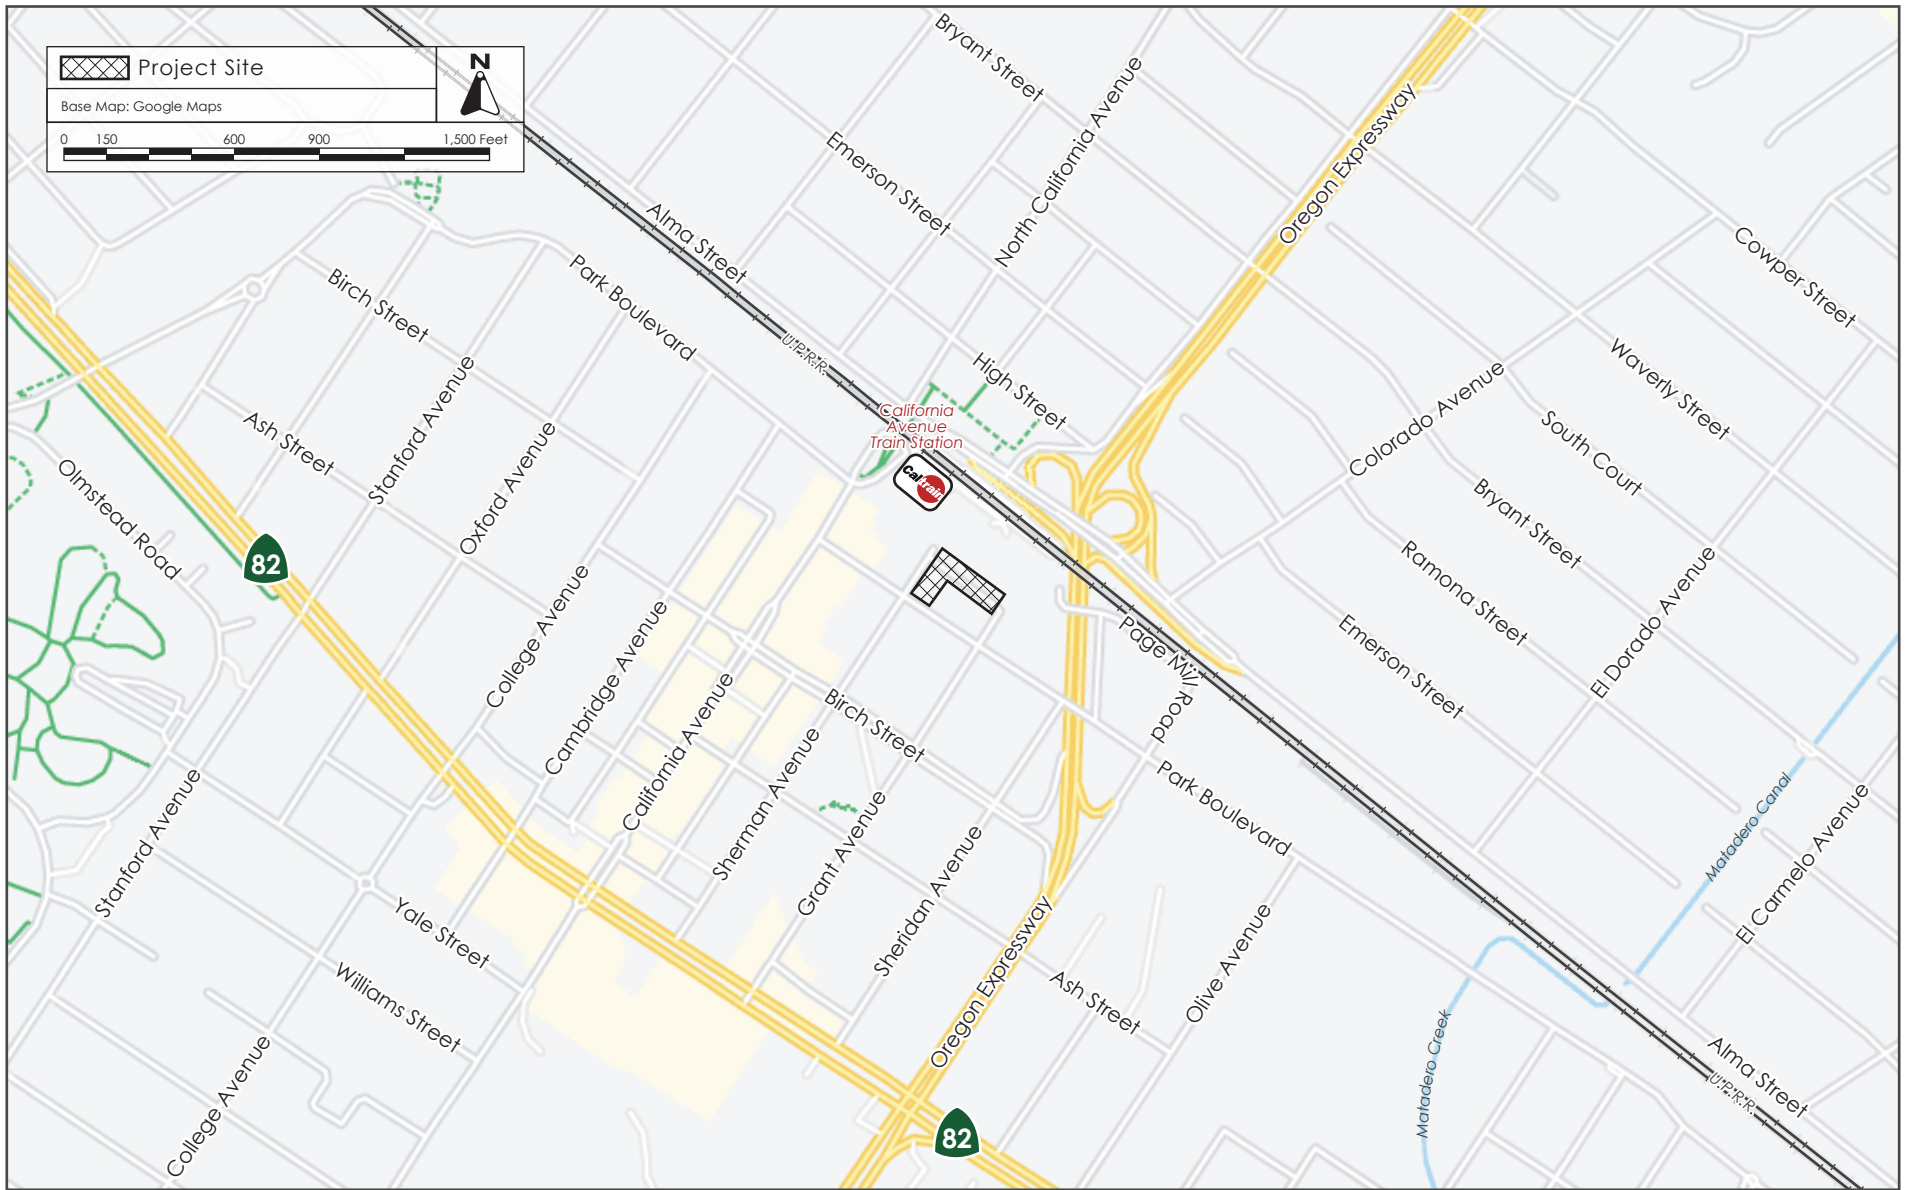 Project Site
N
Base Map: Google Maps
0 150 600 900 1,500 Feet
Bryant Street
North California Avenue
Oregon Expressway
Emerson Street
Alma Street
Cowper Street
Park Boulevard
Birch Street
U.P.R.R.
High Street
Waverly Street
Stanford Avenue
Colorado Avenue
California
Avenue
Train Station
South Court
Ash Street
Oxford Avenue
Caltrain
Olmstead Road
Bryant Street
82
Ramona Street
El Dorado Avenue
College Avenue
Cambridge Avenue
Emerson Street
Page Mill Road
California Avenue
Birch Street
Sherman Avenue
Park Boulevard
Matadero Canal
Stanford Avenue
Grant Avenue
El Carmelo Avenue
Sheridan Avenue
Yale Street
Oregon Expressway
Olive Avenue
Williams Street
Ash Street
College Avenue
Matadero Creek
Alma Street
U.P.R.R.
82